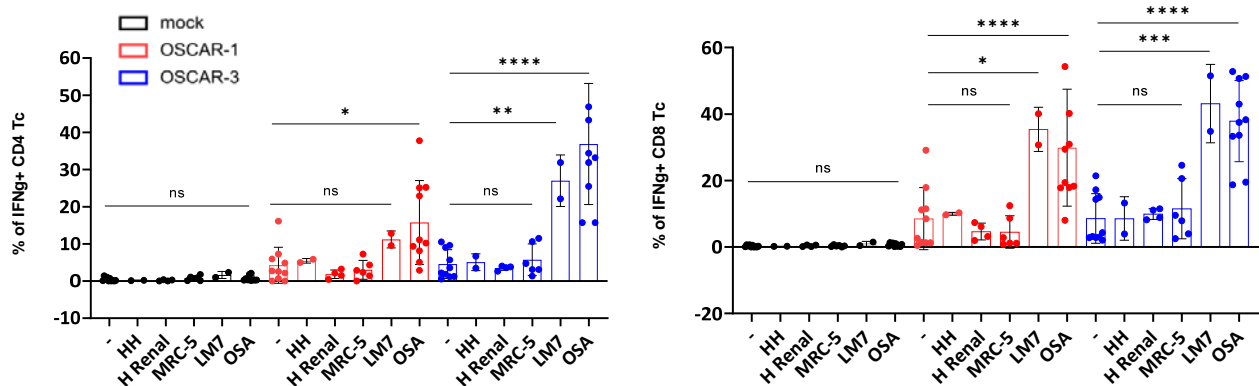 mock
OSCAR-1
OSCAR-3
% of IFNg+ CD4 Tc
60
50
40
30
20
10
0
-10
ns
ns
*
ns
**
****
-
HH
H Renal
MRC-5
LM7
OSA
-
HH
H Renal
MRC-5
LM7
OSA
-
HH
H Renal
MRC-5
LM7
OSA
% of IFNg+ CD8 Tc
60
40
20
0
-20
ns
ns
*
****
ns
***
****
-
HH
H Renal
MRC-5
LM7
OSA
-
HH
H Renal
MRC-5
LM7
OSA
-
HH
H Renal
MRC-5
LM7
OSA